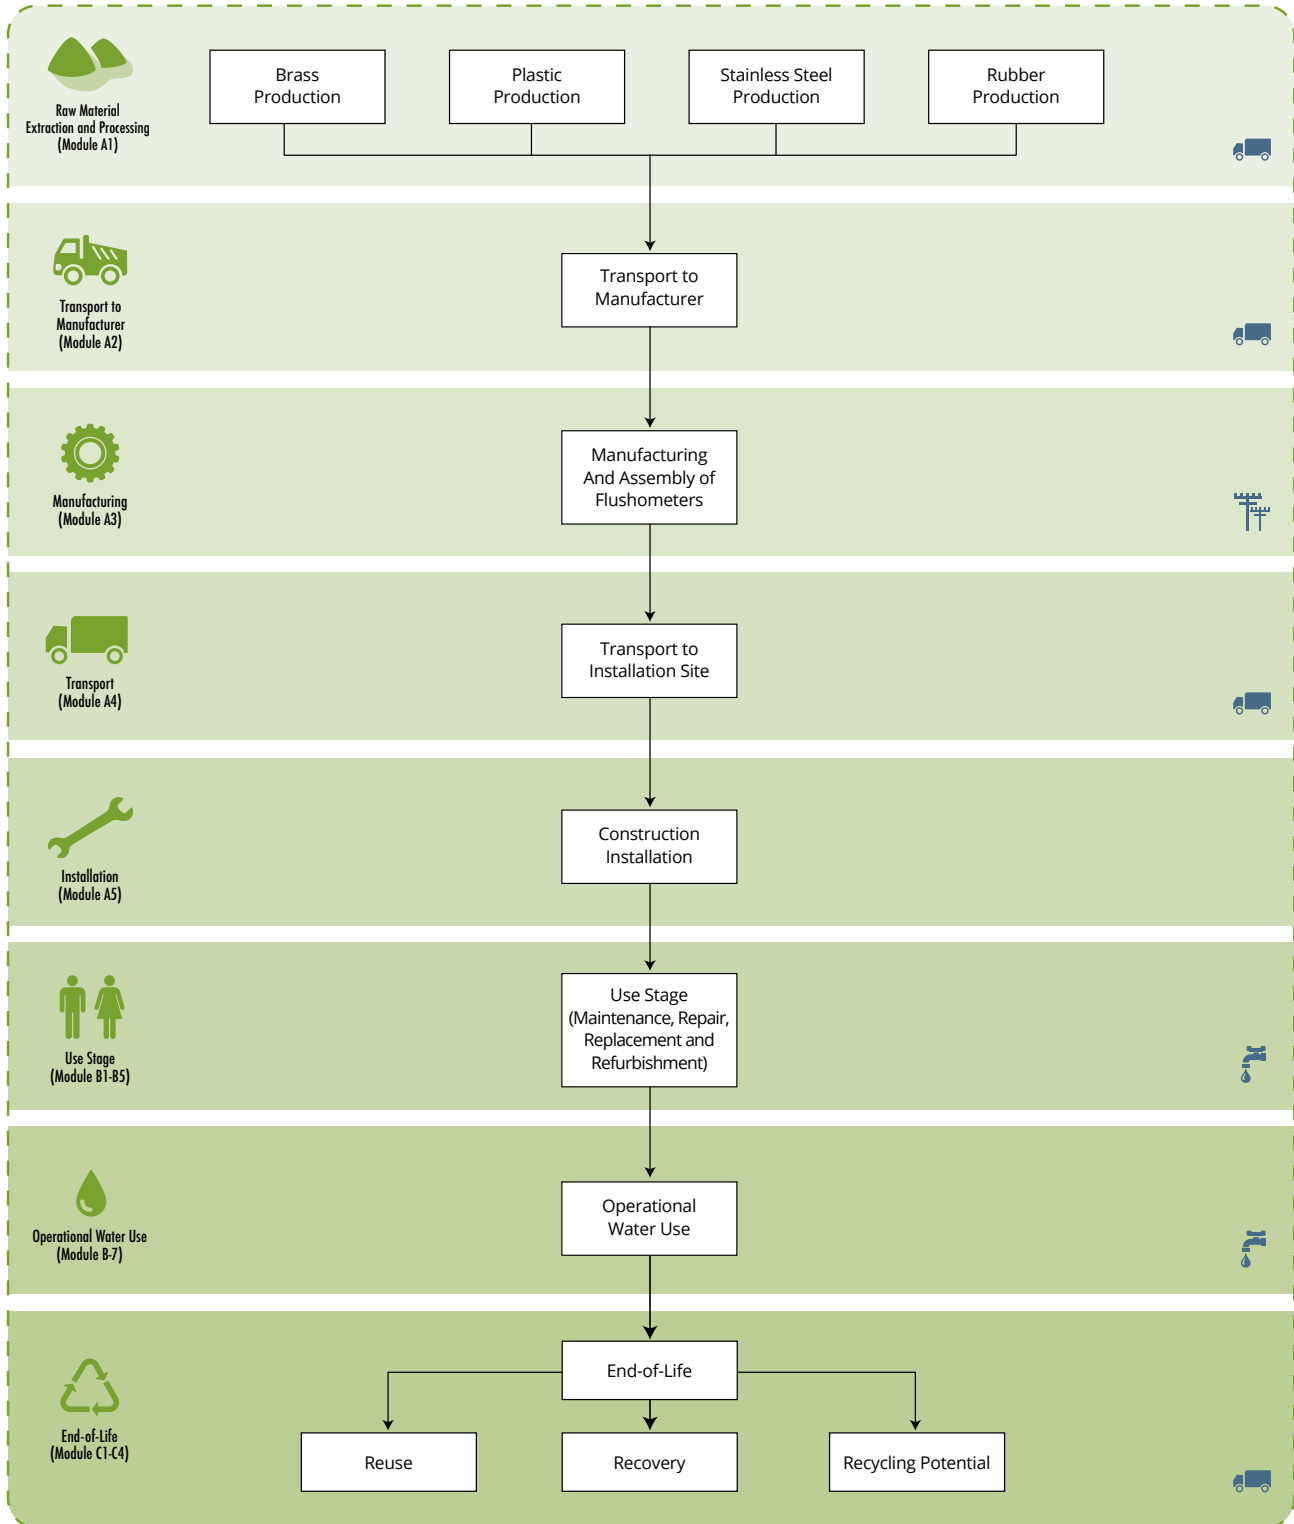 Raw Material
Extraction and Processing
(Module A1)
Brass
Production
Plastic
Production
Stainless Steel
Production
Rubber
Production
Transport to
Manufacturer
(Module A2)
Transport to
Manufacturer
Manufacturing
(Module A3)
Manufacturing
And Assembly of
Flushometers
Transport
(Module A4)
Transport to
Installation Site
Installation
(Module A5)
Construction
Installation
Use Stage
(Module B1-B5)
Use Stage
(Maintenance, Repair,
Replacement and
Refurbishment)
Operational Water Use
(Module B-7)
Operational
Water Use
End-of-Life
(Module C1-C4)
End-of-Life
Reuse
Recovery
Recycling Potential